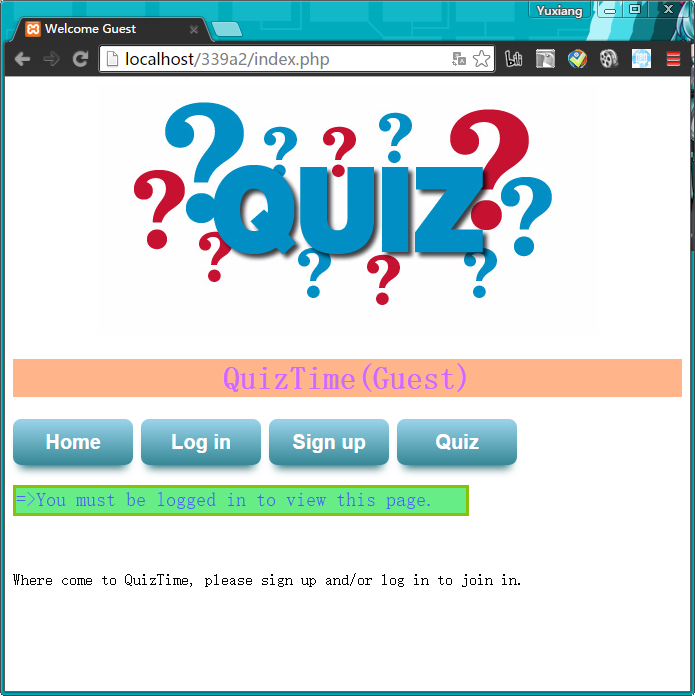 Yuxiang
Welcome Guest
localhost/339a2/index.php
QUIZ
QuizTime(Guest)
Home
Log in
Sign up
Quiz
=>You must be logged in to view this page.
Where come to QuizTime, please sign up and/or log in to join in.